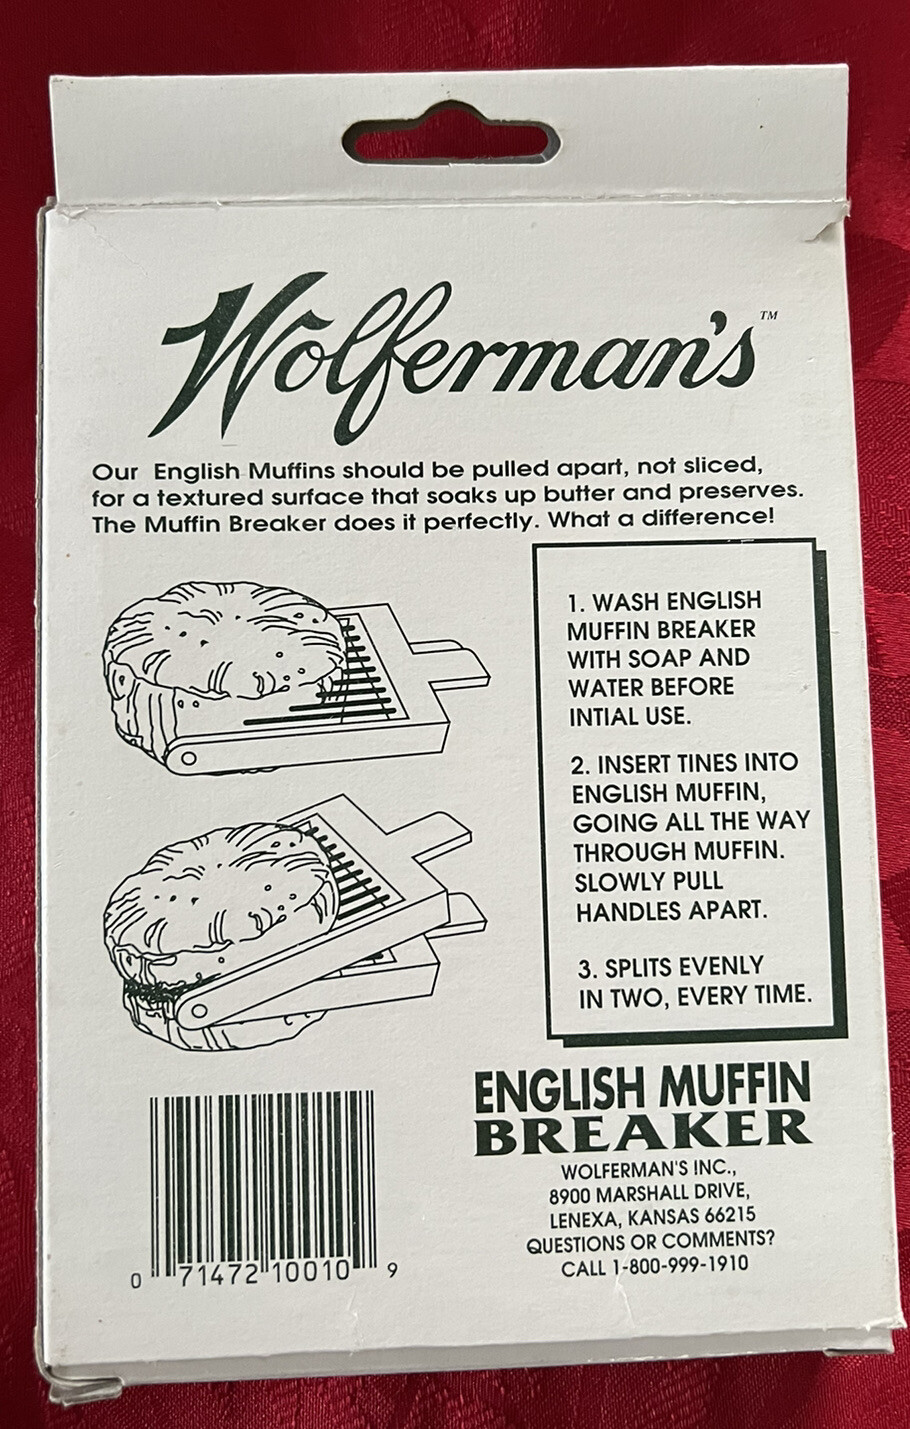 Wolferman's™
Our English Muffins should be pulled apart, not sliced,
for a textured surface that soaks up butter and preserves.
The Muffin Breaker does it perfectly. What a difference!
1. WASH ENGLISH
MUFFIN BREAKER
WITH SOAP AND
WATER BEFORE
INTIAL USE.
2. INSERT TINES INTO
ENGLISH MUFFIN,
GOING ALL THE WAY
THROUGH MUFFIN.
SLOWLY PULL
HANDLES APART.
3. SPLITS EVENLY
IN TWO, EVERY TIME.
ENGLISH MUFFIN
BREAKER
WOLFERMAN'S INC.,
8900 MARSHALL DRIVE,
LENEXA, KANSAS 66215
QUESTIONS OR COMMENTS?
CALL 1-800-999-1910
0 71472 10010 9